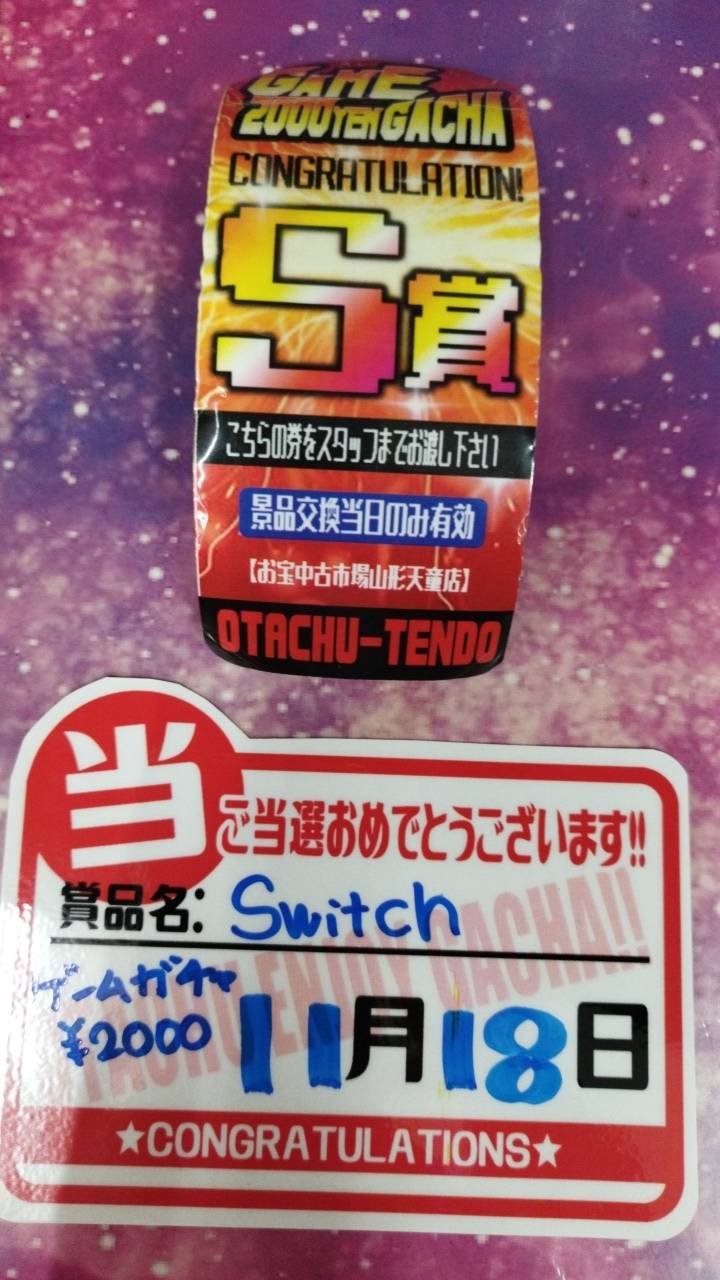 GAME
2000YEN GACHA
CONGRATULATION!
S賞
こちらの券をスタッフまでお渡し下さい
景品交換当日のみ有効
【お宝中古市場山形天童店】
OTACHU-TENDO
当
ご当選おめでとうございます!!
賞品名: Switch
ゲームガチャ
¥2000
11月18日
ENJOY GACHA!!
★CONGRATULATIONS★